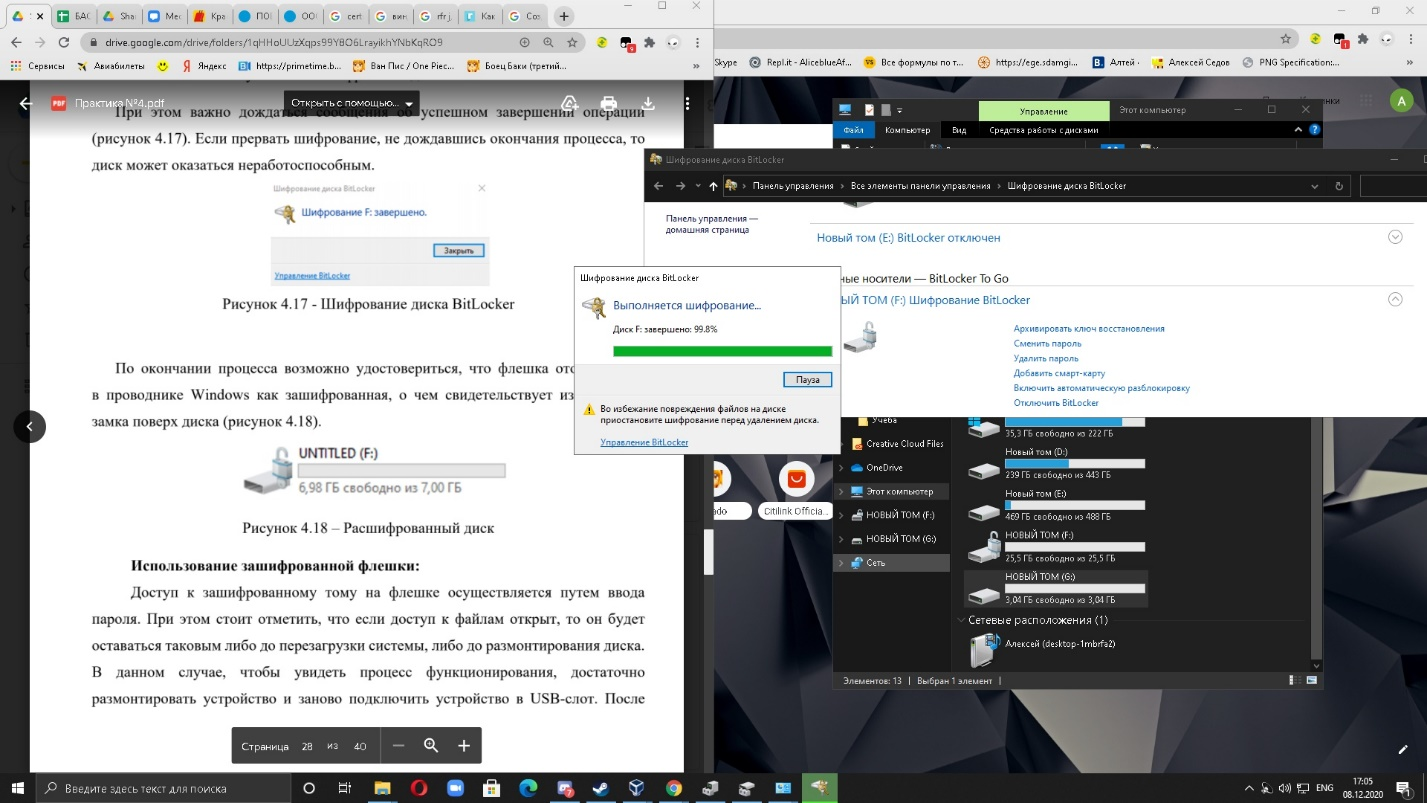 БАС
Sha
Мес
Кра
ПО
ОО
cert
вин
rfr j
Как
Соз
drive.google.com/drive/folders/1qHHoUUzXqps99YBO6LrayikhYNbKqRO9
Сервисы
Авиабилеты
Яндекс
https://primetime.b...
Ван Пис / One Piec...
Боец Баки (третий...
Skype
Repl.it - AliceblueAf...
Все формулы по т...
https://ege.sdamgi...
Алтей ·
Алексей Седов
PNG Specification:...
Практика №4.pdf
Открыть с помощью...
При этом важно дождаться сообщения об успешном завершении операции
(рисунок 4.17). Если прервать шифрование, не дождавшись окончания процесса, то
диск может оказаться неработоспособным.
Шифрование диска BitLocker
Шифрование F: завершено.
Закрыть
Управление BitLocker
Рисунок 4.17 - Шифрование диска BitLocker
По окончании процесса возможно удостовериться, что флешка ото
в проводнике Windows как зашифрованная, о чем свидетельствует из
замка поверх диска (рисунок 4.18).
UNTITLED (F:)
6,98 ГБ свободно из 7,00 ГБ
Рисунок 4.18 – Расшифрованный диск
Использование зашифрованной флешки:
Доступ к зашифрованному тому на флешке осуществляется путем ввода
пароля. При этом стоит отметить, что если доступ к файлам открыт, то он будет
оставаться таковым либо до перезагрузки системы, либо до размонтирования диска.
В данном случае, чтобы увидеть процесс функционирования, достаточно
размонтировать устройство и заново подключить устройство в USB-слот. После
Страница 28 из 40
A
Управление
Этот компьютер
Файл
Компьютер
Вид
Средства работы с дисками
Шифрование диска BitLocker
Панель управления
Все элементы панели управления
Шифрование диска BitLocker
Панель управления —
домашняя страница
Новый том (E:) BitLocker отключен
ные носители — BitLocker To Go
ЫЙ ТОМ (F:) Шифрование BitLocker
Архивировать ключ восстановления
Сменить пароль
Удалить пароль
Добавить смарт-карту
Включить автоматическую разблокировку
Отключить BitLocker
Шифрование диска BitLocker
Выполняется шифрование...
Диск F: завершено: 99.8%
Пауза
Во избежание повреждения файлов на диске
приостановите шифрование перед удалением диска.
Управление BitLocker
Учеба
Creative Cloud Files
OneDrive
Этот компьютер
НОВЫЙ ТОМ (F:)
НОВЫЙ ТОМ (G:)
Сеть
35,3 ГБ свободно из 222 ГБ
Новый том (D:)
239 ГБ свободно из 443 ГБ
Новый том (E:)
469 ГБ свободно из 488 ГБ
НОВЫЙ ТОМ (F:)
25,5 ГБ свободно из 25,5 ГБ
НОВЫЙ ТОМ (G:)
3,04 ГБ свободно из 3,04 ГБ
Сетевые расположения (1)
Алексей (desktop-1mbrfa2)
Элементов: 13
Выбран 1 элемент
ado
Citilink Officia...
Введите здесь текст для поиска
ENG
17:05
08.12.2020